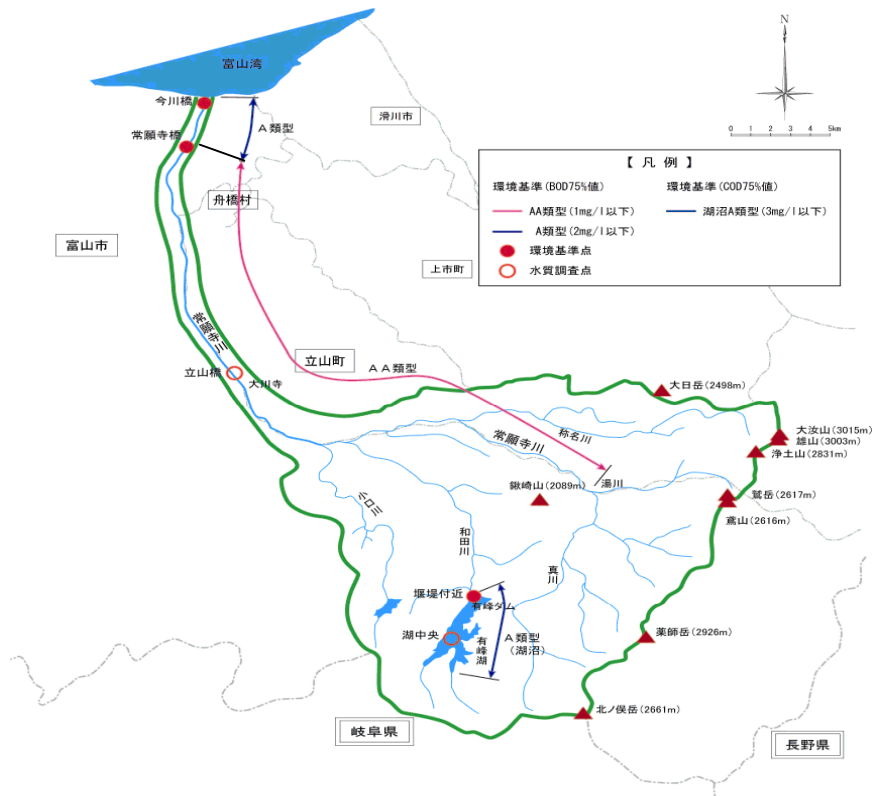 富山湾
N
今川橋
A類型
滑川市
常願寺橋
0 1 2 3 4 5km
【 凡 例 】
環境基準(BOD75%値)
環境基準(COD75%値)
AA類型(1mg/l以下)
湖沼A類型(3mg/l以下)
A類型(2mg/l以下)
環境基準点
水質調査点
舟橋村
富山市
上市町
常願寺川
立山町
立山橋
大川寺
AA類型
大日岳(2498m)
大汝山(3015m)
雄山(3003m)
浄土山(2831m)
称名川
常願寺川
湯川
鍬崎山(2089m)
鷲岳(2617m)
鳶山(2616m)
小口川
和田川
真川
堰堤付近
有峰ダム
湖中央
有峰湖
A類型
(湖沼)
薬師岳(2926m)
北ノ俣岳(2661m)
岐阜県
長野県